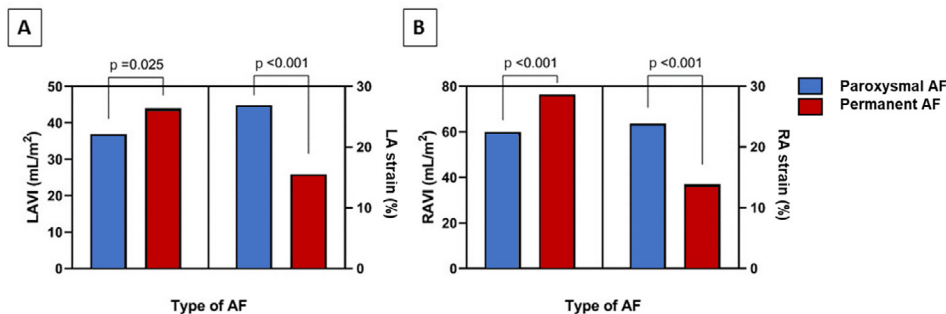 A
p =0.025
p <0.001
50
40
30
20
10
0
LAVI (mL/m²)
30
20
10
0
LA strain (%)
Type of AF
B
p <0.001
p <0.001
80
60
40
20
0
RAVI (mL/m²)
30
20
10
0
RA strain (%)
Type of AF
Paroxysmal AF
Permanent AF